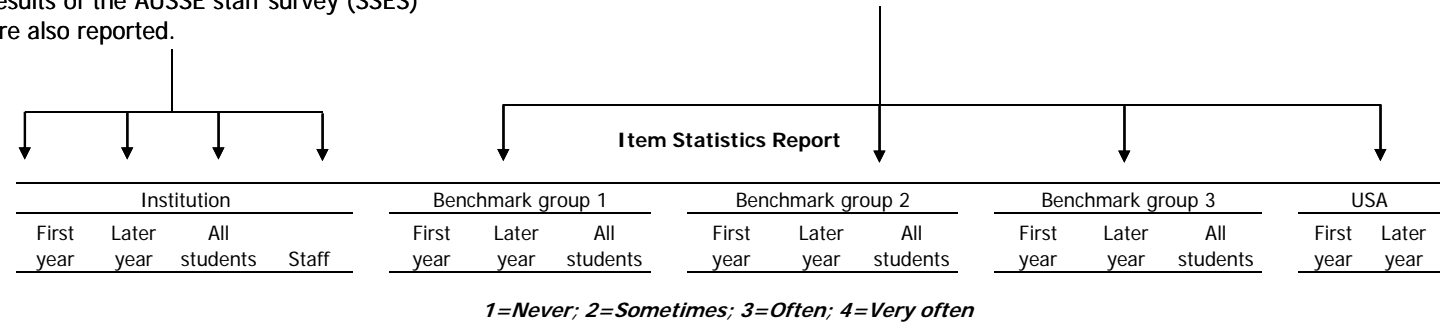 results of the AUSSE staff survey (SSES)
are also reported.
Item Statistics Report
Institution Benchmark group 1 Benchmark group 2 Benchmark group 3 USA
First Later All First Later All First Later All First Later All First Later
year year students Staff year year students year year students year year students year year
1=Never; 2=Sometimes; 3=Often; 4=Very often